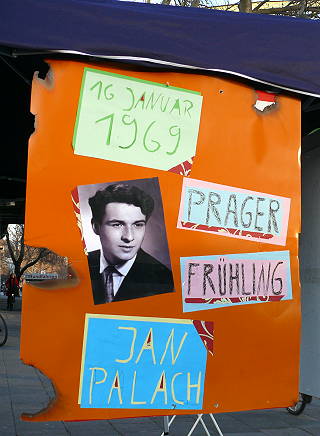 16 JANUAR
1969
PRAGER
FRÜHLING
JAN
PALACH